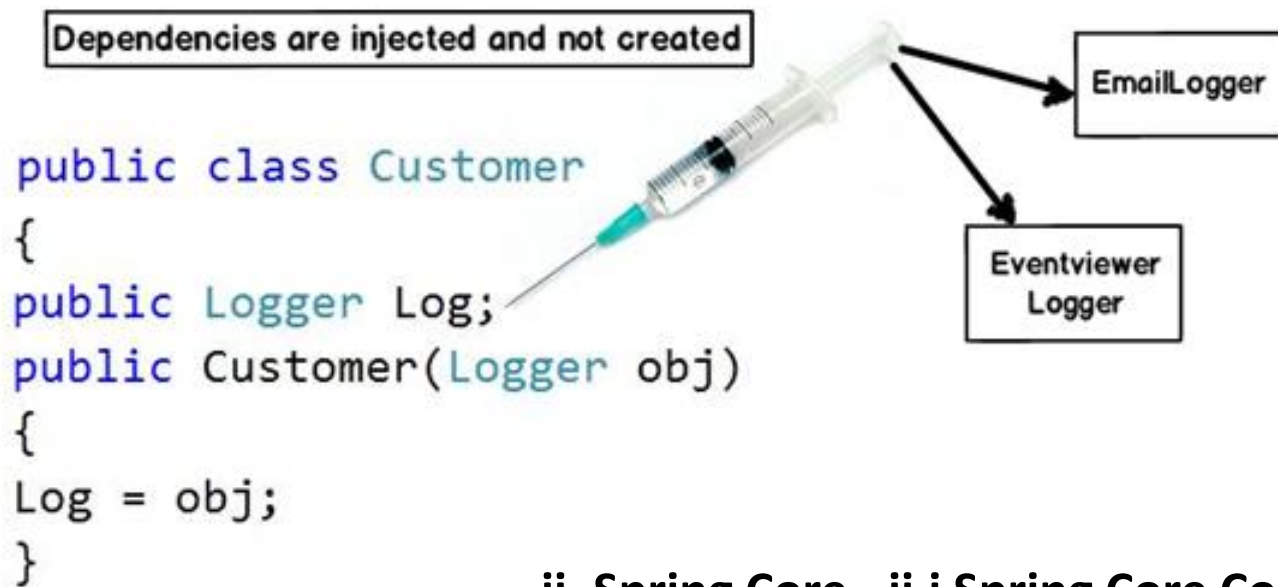 Dependencies are injected and not created
EmailLogger
public class Customer
{
Eventviewer
Logger
public Logger Log;
public Customer(Logger obj)
{
Log = obj;
}